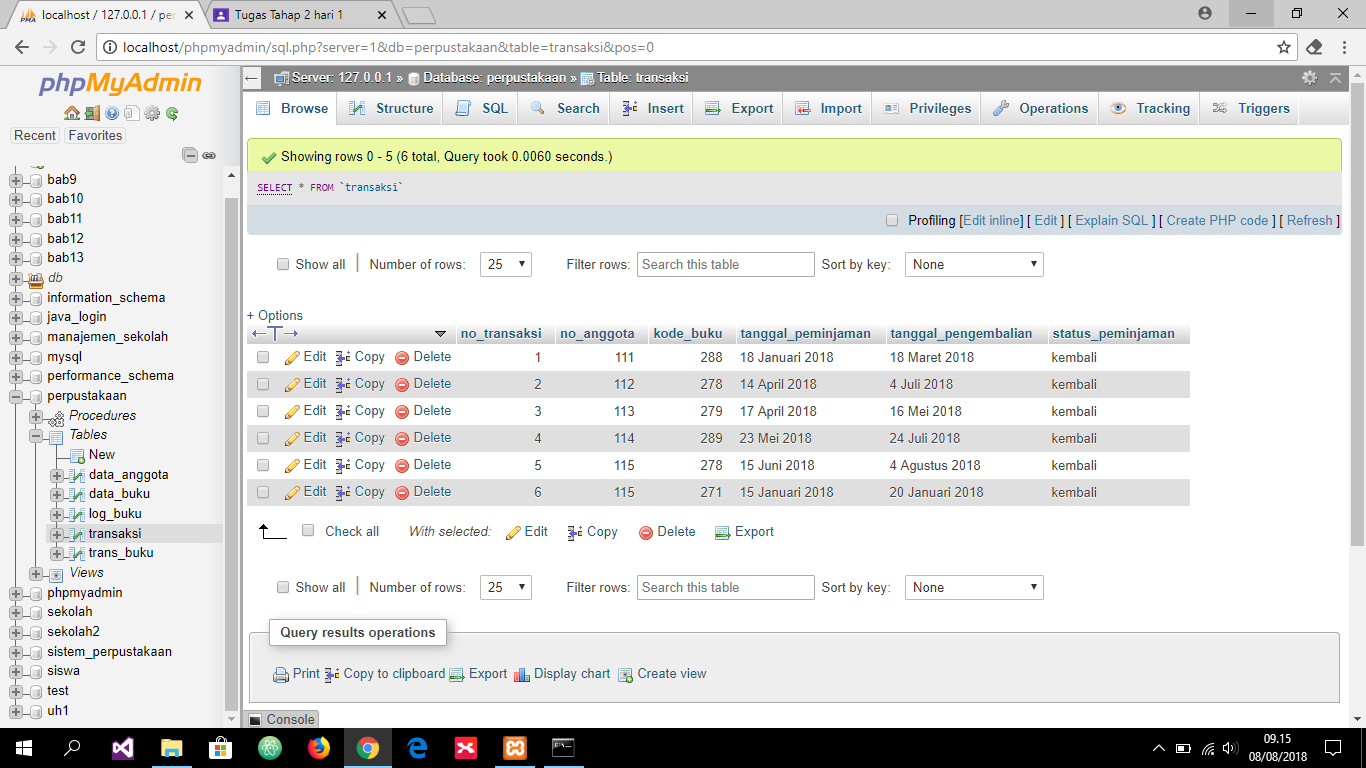 localhost / 127.0.0.1 / per
Tugas Tahap 2 hari 1
localhost/phpmyadmin/sql.php?server=1&db=perpustakaan&table=transaksi&pos=0
phpMyAdmin
Recent Favorites
bab9
bab10
bab11
bab12
bab13
db
information_schema
java_login
manajemen_sekolah
mysql
performance_schema
perpustakaan
Procedures
Tables
New
data_anggota
data_buku
log_buku
transaksi
trans_buku
Views
phpmyadmin
sekolah
sekolah2
sistem_perpustakaan
siswa
test
uh1
Server: 127.0.0.1 » Database: perpustakaan » Table: transaksi
Browse Structure SQL Search Insert Export Import Privileges Operations Tracking Triggers
Showing rows 0 - 5 (6 total, Query took 0.0060 seconds.)
SELECT * FROM `transaksi`
Profiling [Edit inline] [ Edit ] [ Explain SQL ] [ Create PHP code ] [ Refresh ]
Show all | Number of rows: 25 Filter rows: Search this table Sort by key: None
+ Options
←T→ no_transaksi no_anggota kode_buku tanggal_peminjaman tanggal_pengembalian status_peminjaman
Edit Copy Delete 1 111 288 18 Januari 2018 18 Maret 2018 kembali
Edit Copy Delete 2 112 278 14 April 2018 4 Juli 2018 kembali
Edit Copy Delete 3 113 279 17 April 2018 16 Mei 2018 kembali
Edit Copy Delete 4 114 289 23 Mei 2018 24 Juli 2018 kembali
Edit Copy Delete 5 115 278 15 Juni 2018 4 Agustus 2018 kembali
Edit Copy Delete 6 115 271 15 Januari 2018 20 Januari 2018 kembali
Check all With selected: Edit Copy Delete Export
Show all | Number of rows: 25 Filter rows: Search this table Sort by key: None
Query results operations
Print Copy to clipboard Export Display chart Create view
Console
09.15
08/08/2018